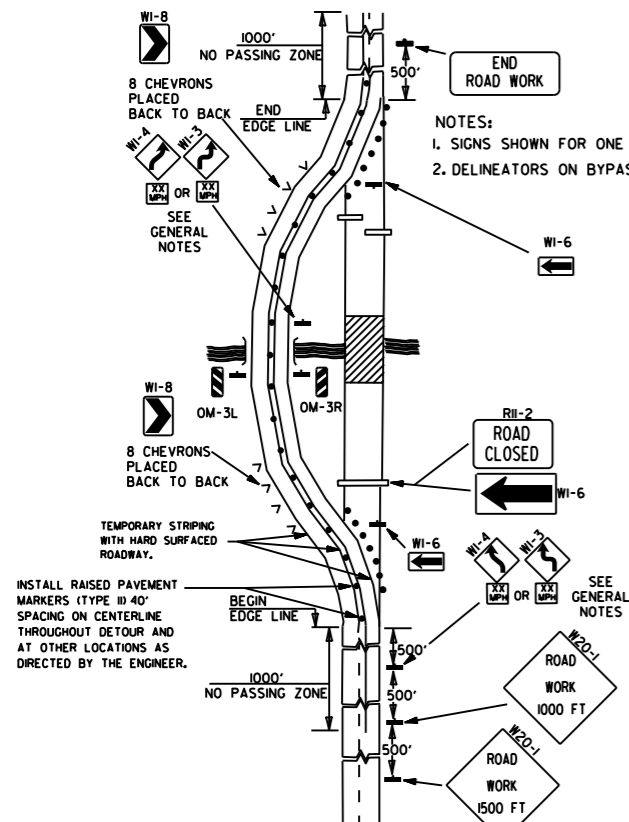 W1-8
1000'
NO PASSING ZONE
500'
END
ROAD WORK
8 CHEVRONS
PLACED
BACK TO BACK
END
EDGE LINE
NOTES:
1. SIGNS SHOWN FOR ONE
2. DELINEATORS ON BYPAS
W1-4
W1-3
XX
MPH
OR
XX
MPH
SEE
GENERAL
NOTES
W1-6
W1-8
OM-3L
OM-3R
R11-2
ROAD
CLOSED
W1-6
8 CHEVRONS
PLACED
BACK TO BACK
TEMPORARY STRIPING
WITH HARD SURFACED
ROADWAY.
W1-6
W1-4
W1-3
XX
MPH
OR
XX
MPH
SEE
GENERAL
NOTES
INSTALL RAISED PAVEMENT
MARKERS (TYPE II) 40'
SPACING ON CENTERLINE
THROUGHOUT DETOUR AND
AT OTHER LOCATIONS AS
DIRECTED BY THE ENGINEER.
BEGIN
EDGE LINE
500'
1000'
NO PASSING ZONE
500'
W20-1
ROAD
WORK
1000 FT
500'
W20-1
ROAD
WORK
1500 FT